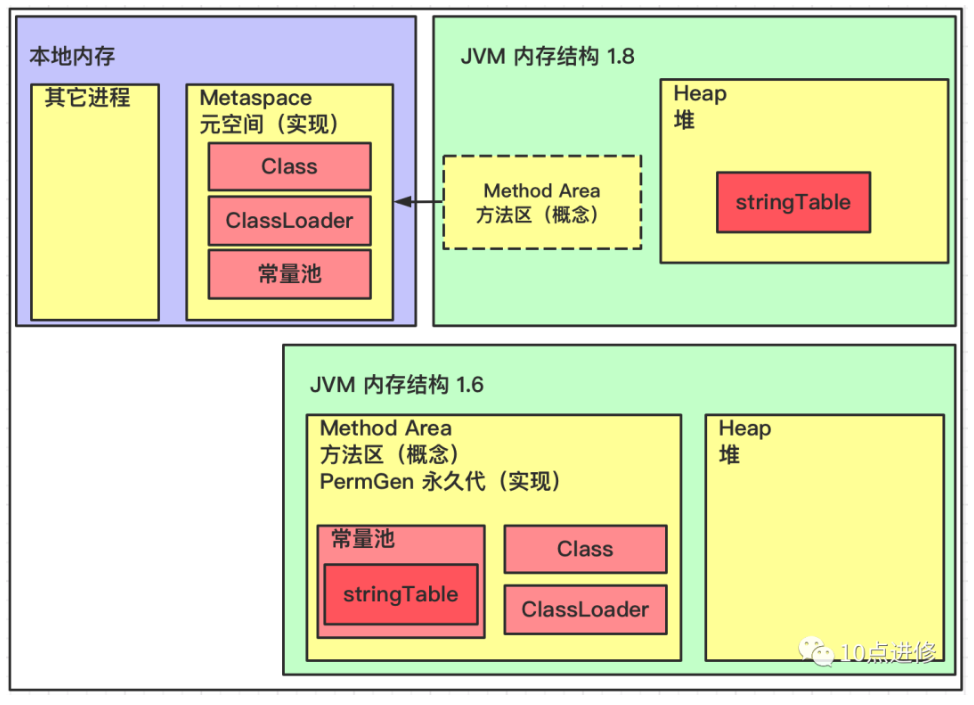 本地内存
其它进程
Metaspace
元空间（实现）
Class
ClassLoader
常量池
JVM 内存结构 1.8
Method Area
方法区（概念）
Heap
堆
stringTable
JVM 内存结构 1.6
Method Area
方法区（概念）
PermGen 永久代（实现）
常量池
stringTable
Class
ClassLoader
Heap
堆
10点进修